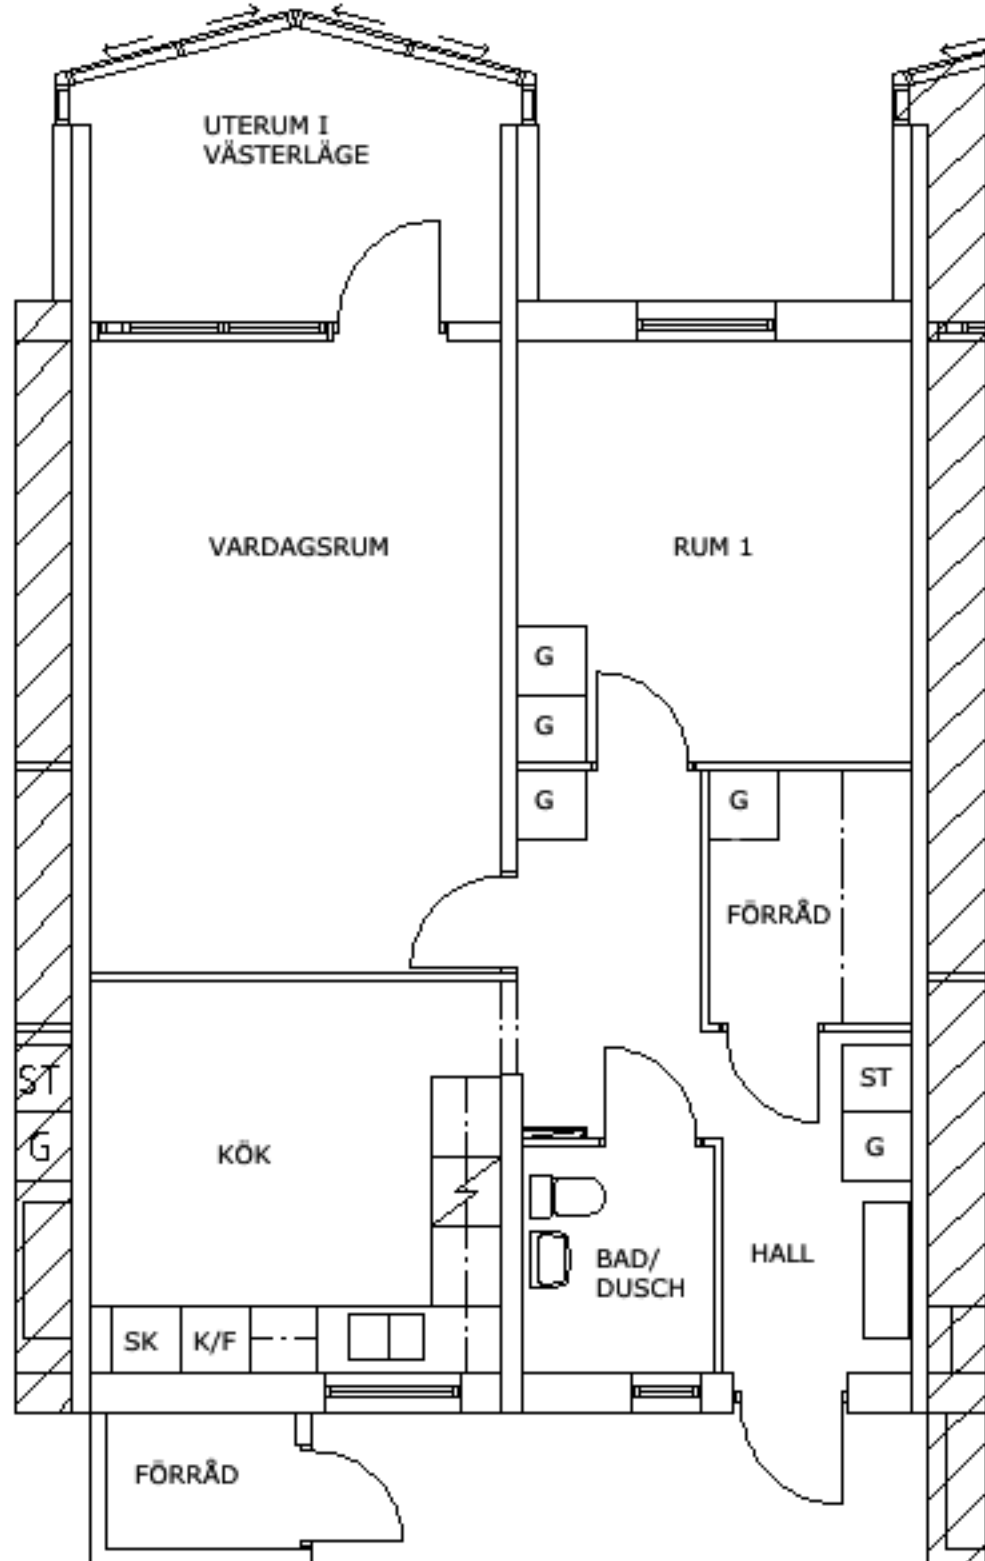 UTERUM I
VÄSTERLÄGE
VARDAGSRUM
RUM 1
G
G
G
G
FÖRRÅD
ST
G
ST
G
KÖK
HALL
BAD/
DUSCH
SK
K/F
FÖRRÅD